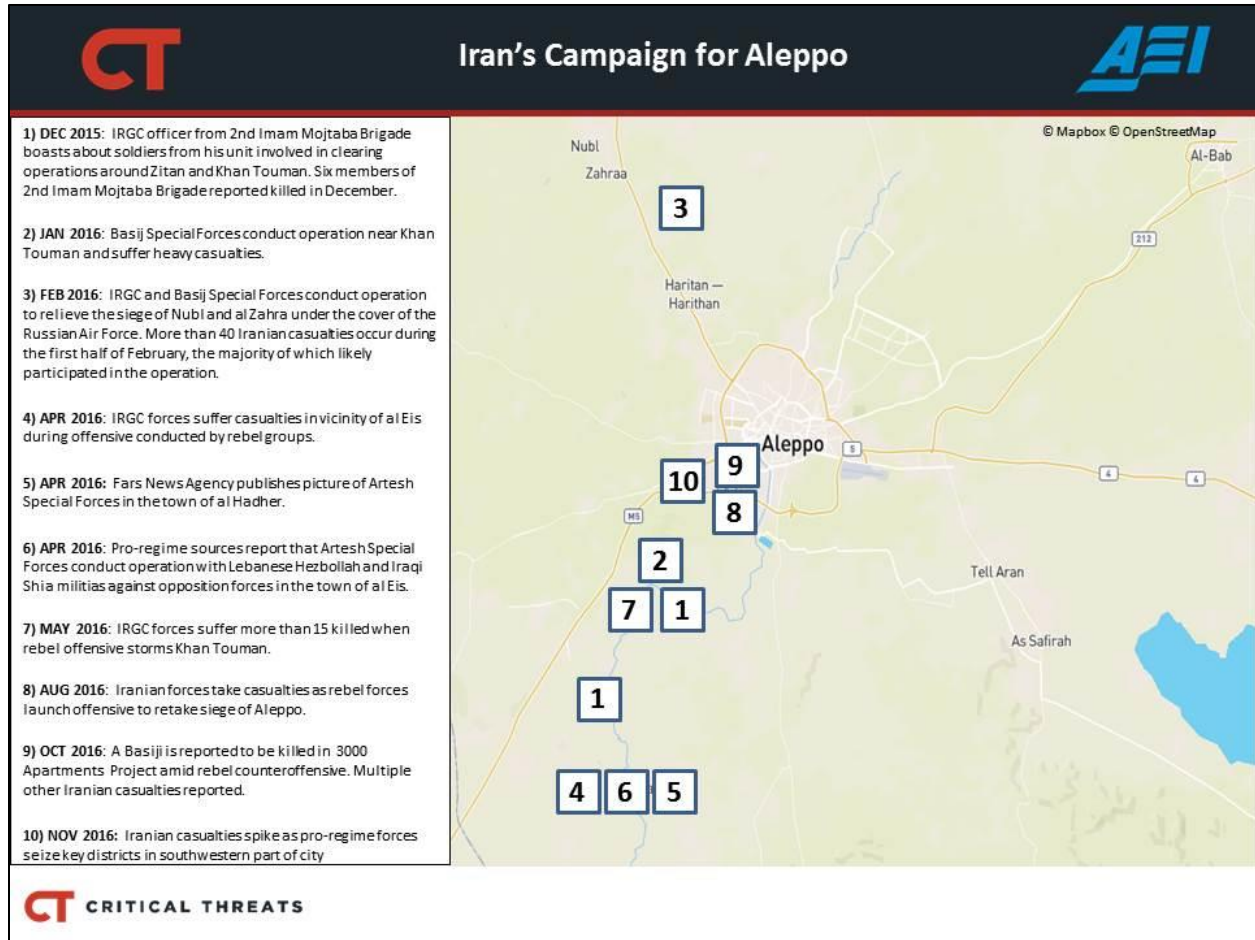 CT
Iran's Campaign for Aleppo
AEI
1) DEC 2015: IRGC officer from 2nd Imam Mojtaba Brigade
boasts about soldiers from his unit involved in clearing
operations around Zitan and Khan Touman. Six members of
2nd Imam Mojtaba Brigade reported killed in December.
2) JAN 2016: Basij Special Forces conduct operation near Khan
Touman and suffer heavy casualties.
3) FEB 2016: IRGC and Basij Special Forces conduct operation
to relieve the siege of Nubl and al Zahra under the cover of the
Russian Air Force. More than 40 Iranian casualties occur during
the first half of February, the majority of which likely
participated in the operation.
4) APR 2016: IRGC forces suffer casualties in vicinity of al Eis
during offensive conducted by rebel groups.
5) APR 2016: Fars News Agency publishes picture of Artesh
Special Forces in the town of al Hadher.
6) APR 2016: Pro-regime sources report that Artesh Special
Forces conduct operation with Lebanese Hezbollah and Iraqi
Shia militias against opposition forces in the town of al Eis.
7) MAY 2016: IRGC forces suffer more than 15 killed when
rebel offensive storms Khan Touman.
8) AUG 2016: Iranian forces take casualties as rebel forces
launch offensive to retake siege of Aleppo.
9) OCT 2016: A Basiji is reported to be killed in 3000
Apartments Project amid rebel counteroffensive. Multiple
other Iranian casualties reported.
10) NOV 2016: Iranian casualties spike as pro-regime forces
seize key districts in southwestern part of city
© Mapbox © OpenStreetMap
Nubl
Al-Bab
Zahraa
3
212
Haritan —
Harithan
Aleppo
5
9
10
4
4
8
M5
2
Tell Aran
7
1
As Safirah
1
4
6
5
CT CRITICAL THREATS